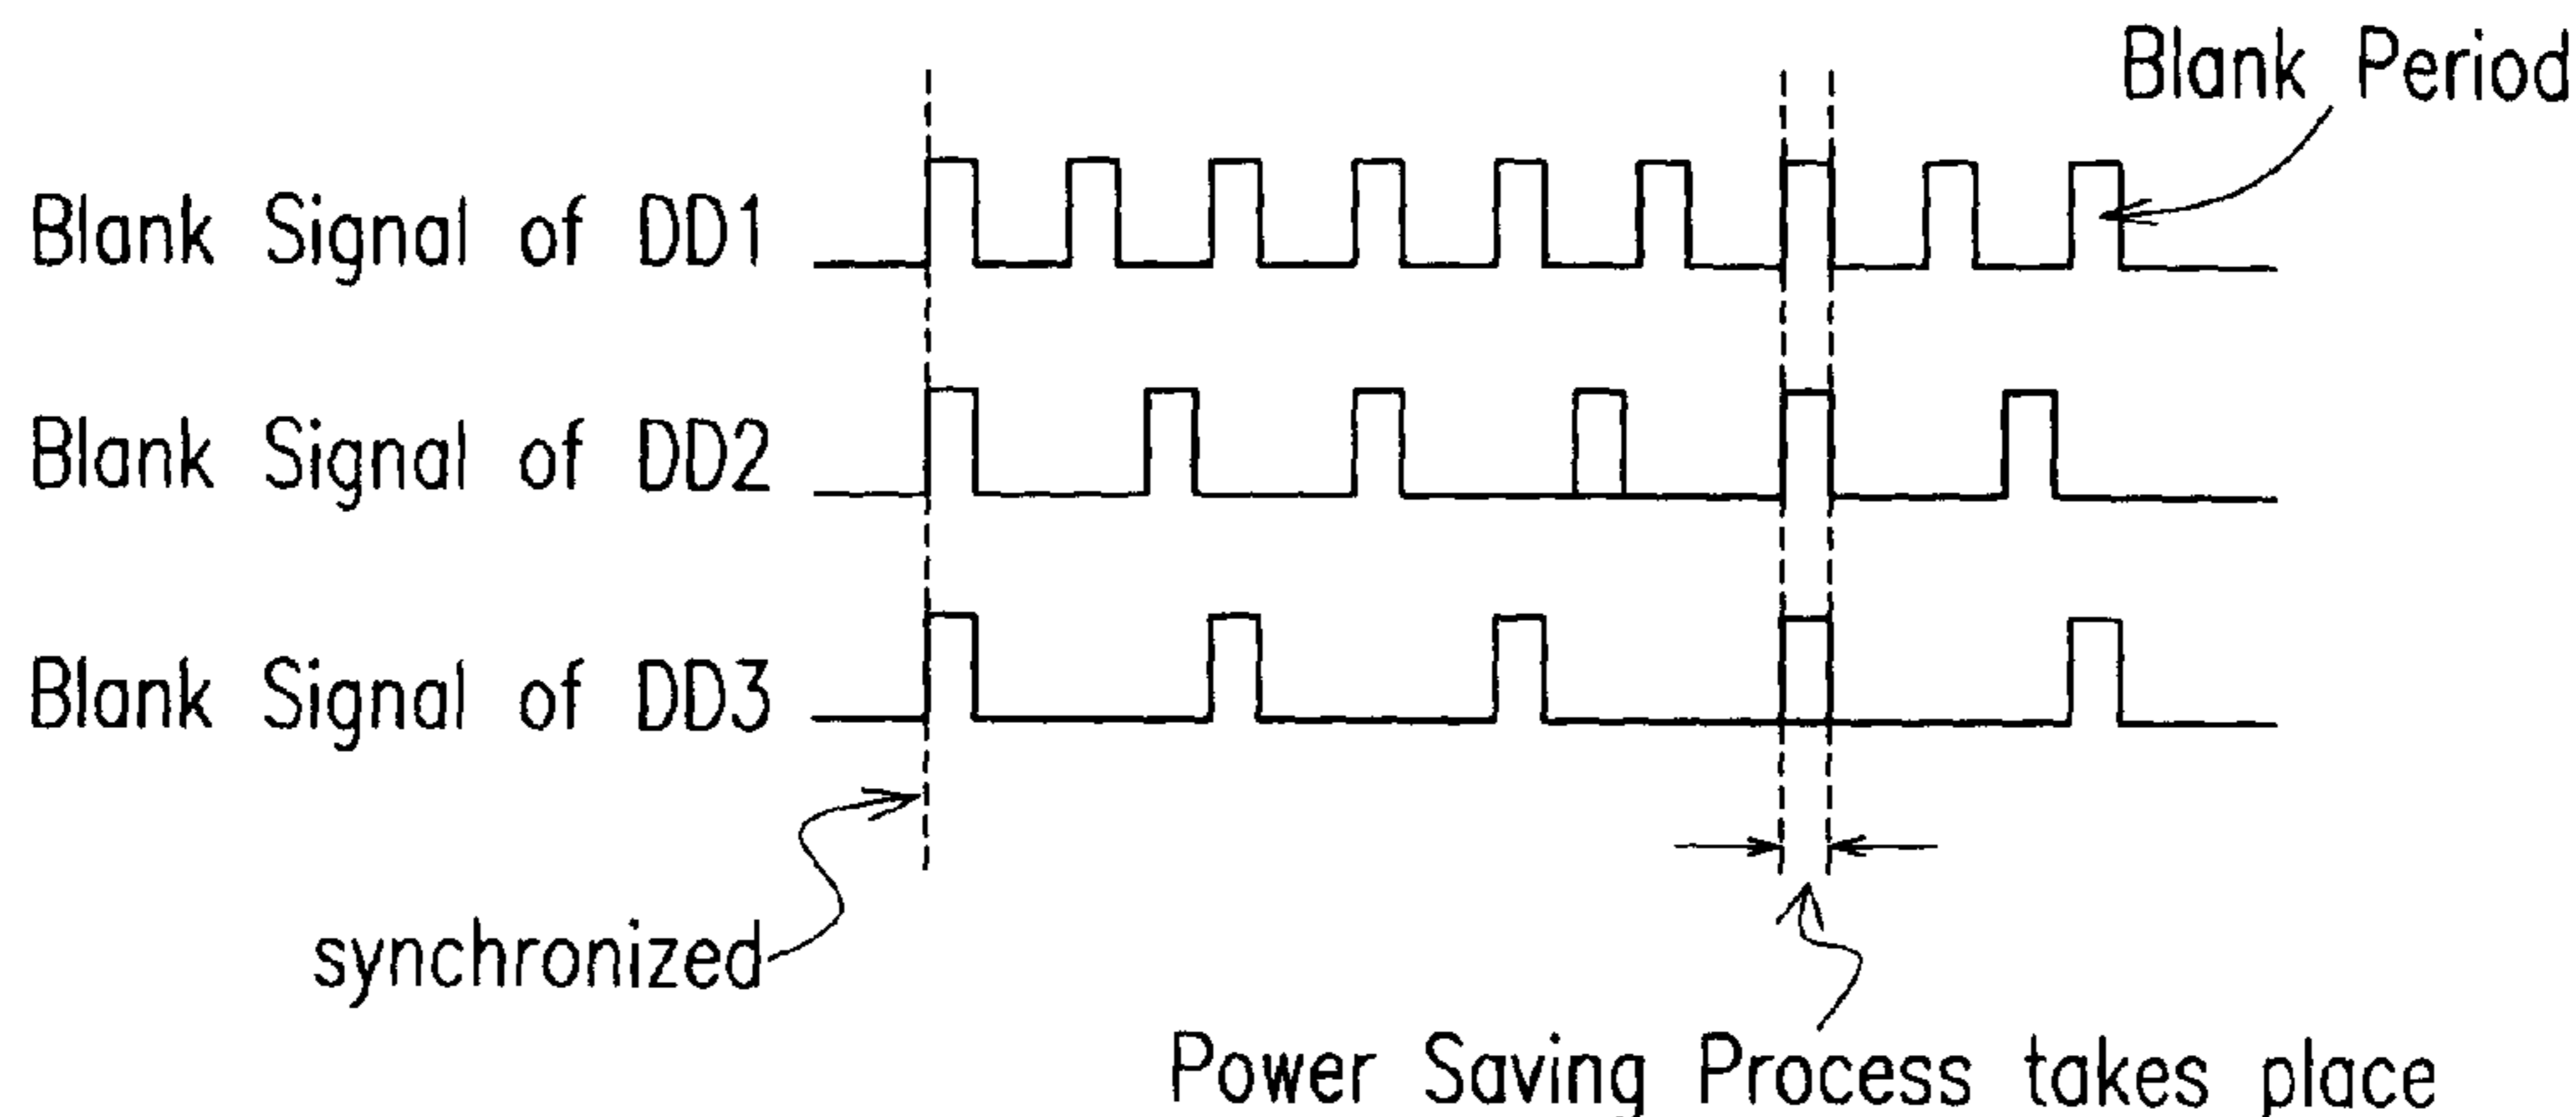 Blank Period
Blank Signal of DD1
Blank Signal of DD2
Blank Signal of DD3
synchronized
Power Saving Process takes place